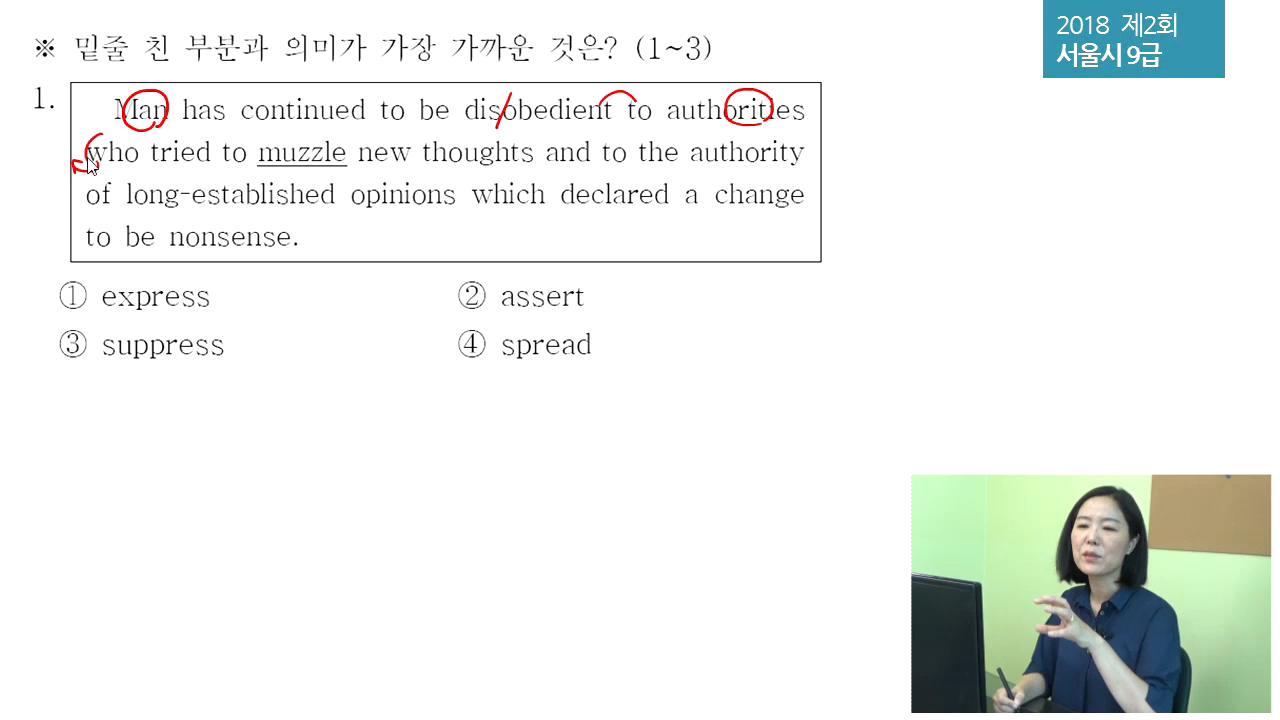 ※ 밑줄 친 부분과 의미가 가장 가까운 것은? (1~3)
2018 제2회
서울시 9급
1.
Man has continued to be disobedient to authorities
who tried to muzzle new thoughts and to the authority
of long-established opinions which declared a change
to be nonsense.
① express ② assert
③ suppress ④ spread